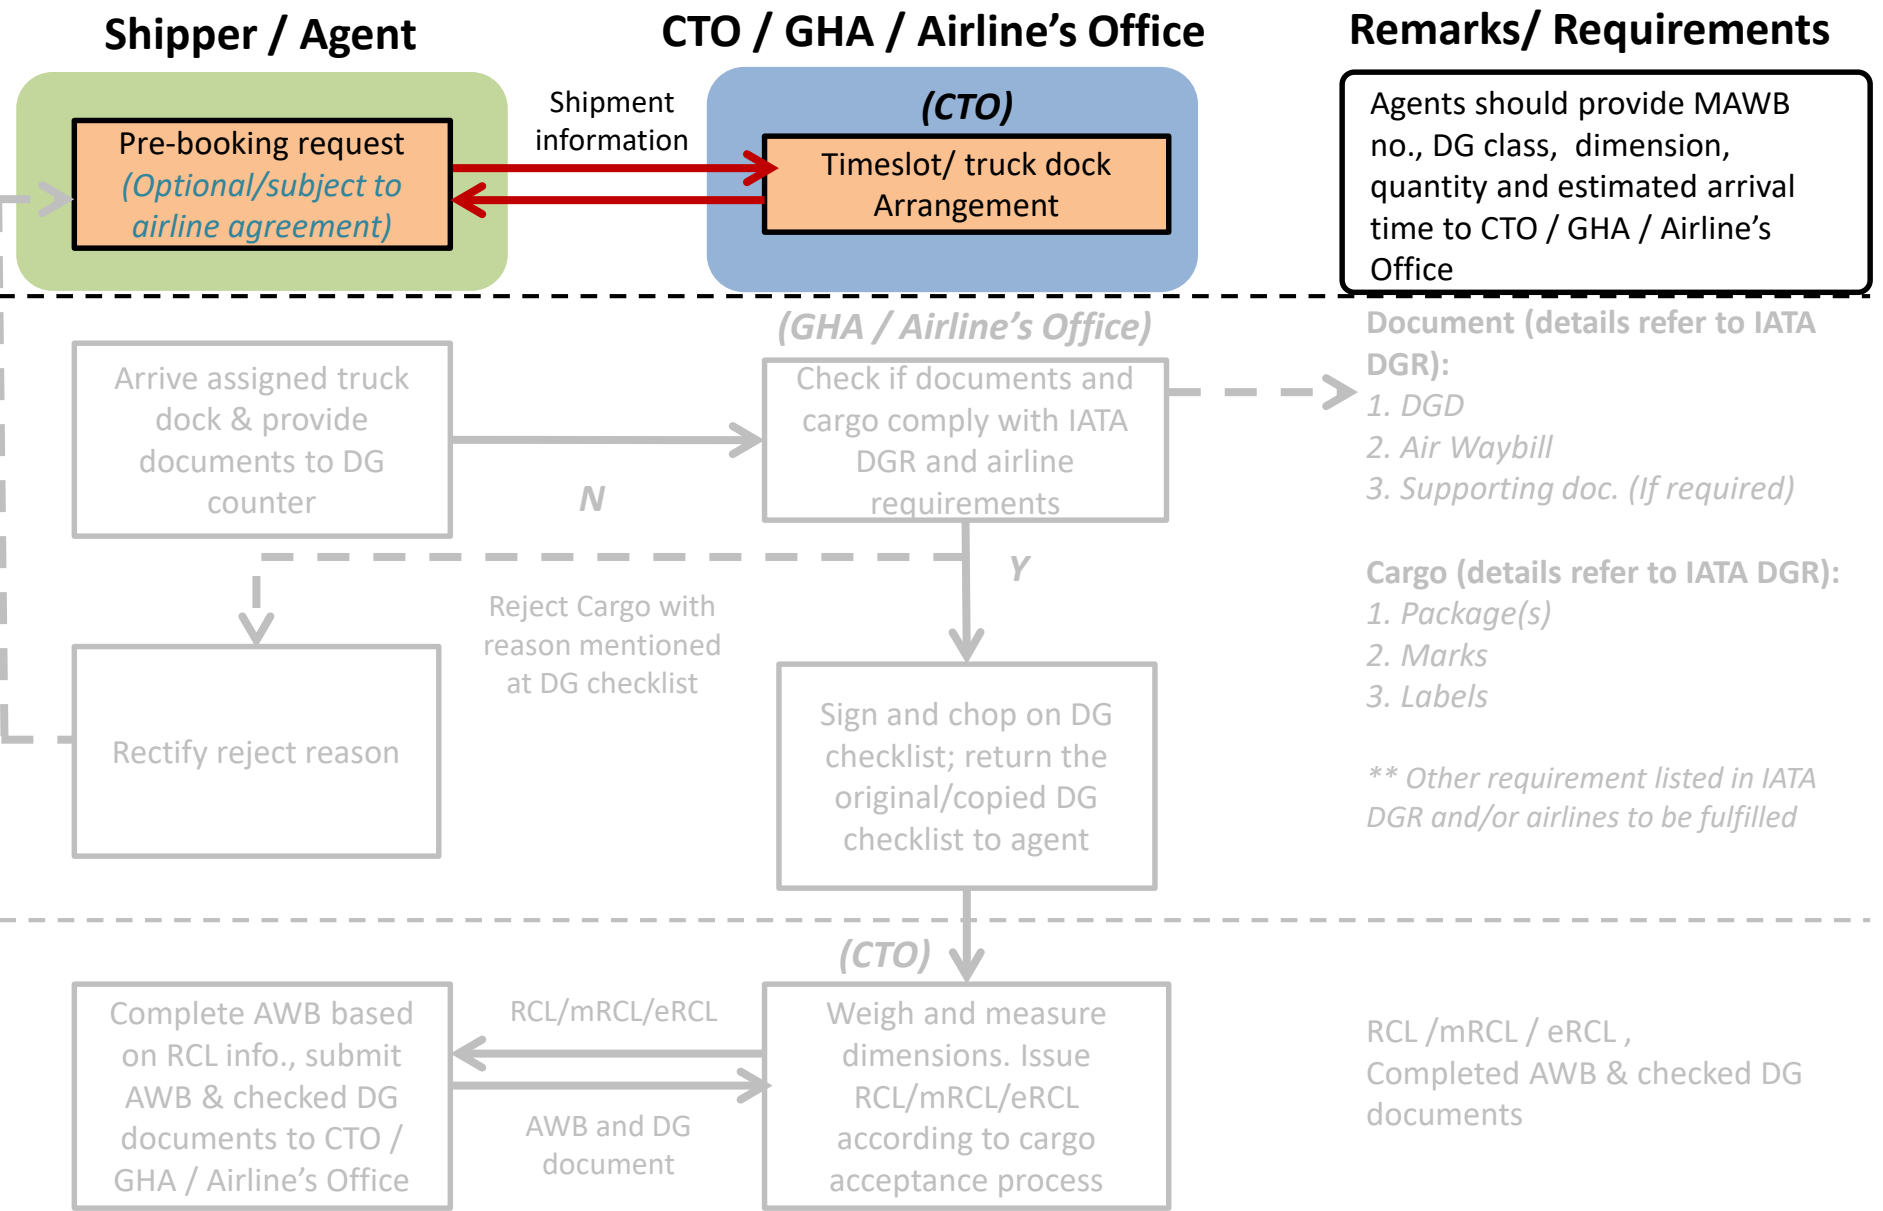 Shipper / Agent
CTO / GHA / Airline's Office
Remarks/ Requirements
Pre-booking request
(Optional/subject to
airline agreement)
Shipment
information
(CTO)
Timeslot/ truck dock
Arrangement
Agents should provide MAWB
no., DG class,  dimension,
quantity and estimated arrival
time to CTO / GHA / Airline's
Office
(GHA / Airline's Office)
Arrive assigned truck
dock & provide
documents to DG
counter
Check if documents and
cargo comply with IATA
DGR and airline
requirements
Document (details refer to IATA
DGR):
1. DGD
2. Air Waybill
3. Supporting doc. (If required)
N
Y
Reject Cargo with
reason mentioned
at DG checklist
Cargo (details refer to IATA DGR):
1. Package(s)
2. Marks
3. Labels
Rectify reject reason
Sign and chop on DG
checklist; return the
original/copied DG
checklist to agent
** Other requirement listed in IATA
DGR and/or airlines to be fulfilled
(CTO)
Complete AWB based
on RCL info., submit
AWB & checked DG
documents to CTO /
GHA / Airline's Office
RCL/mRCL/eRCL
AWB and DG
document
Weigh and measure
dimensions. Issue
RCL/mRCL/eRCL
according to cargo
acceptance process
RCL /mRCL / eRCL ,
Completed AWB & checked DG
documents